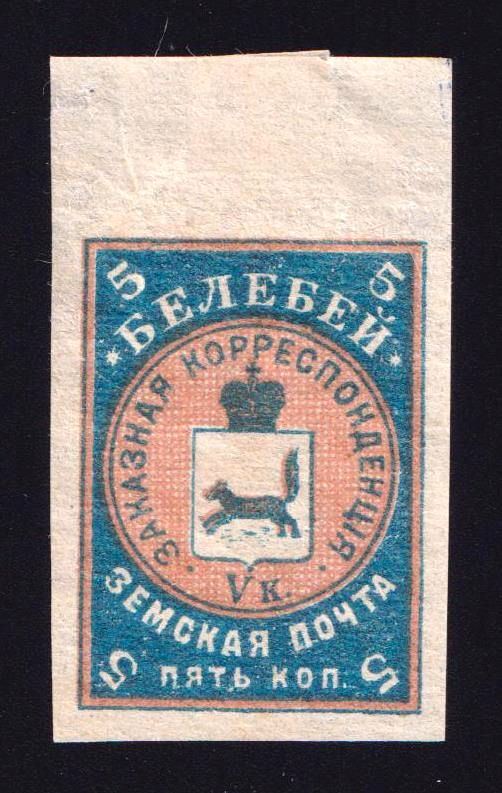 5 5
БЕЛЕБЕЙ
ЗАКАЗНАЯ КОРРЕСПОНДЕНЦІЯ
V К.
ЗЕМСКАЯ ПОЧТА
5 ПЯТЬ КОП. 5